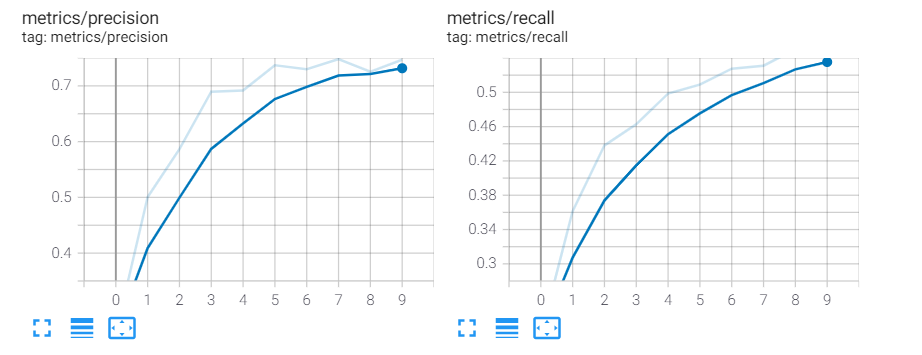 metrics/precision
tag: metrics/precision
0.7
0.6
0.5
0.4
0 1 2 3 4 5 6 7 8 9
metrics/recall
tag: metrics/recall
0.5
0.46
0.42
0.38
0.34
0.3
0 1 2 3 4 5 6 7 8 9